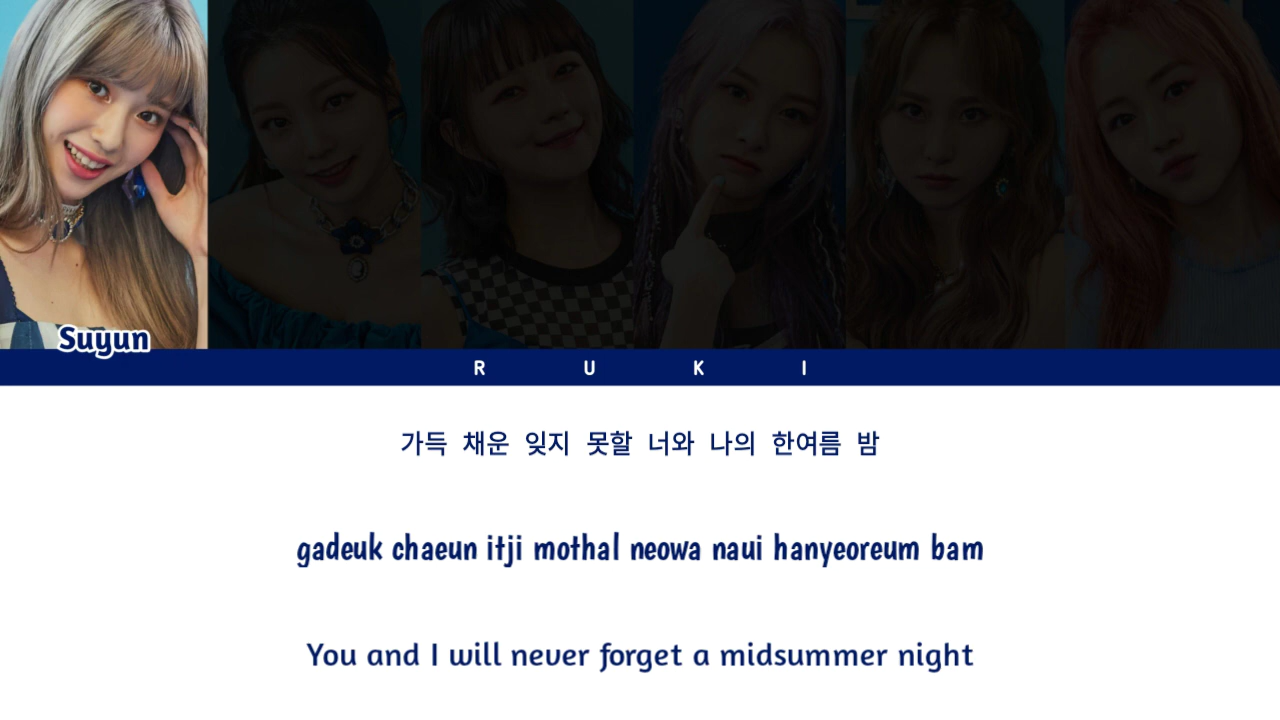 Suyun
R U K I
가득 채운 잊지 못할 너와 나의 한여름 밤
gadeuk chaeun itji mothal neowa naui hanyeoreum bam
You and I will never forget a midsummer night